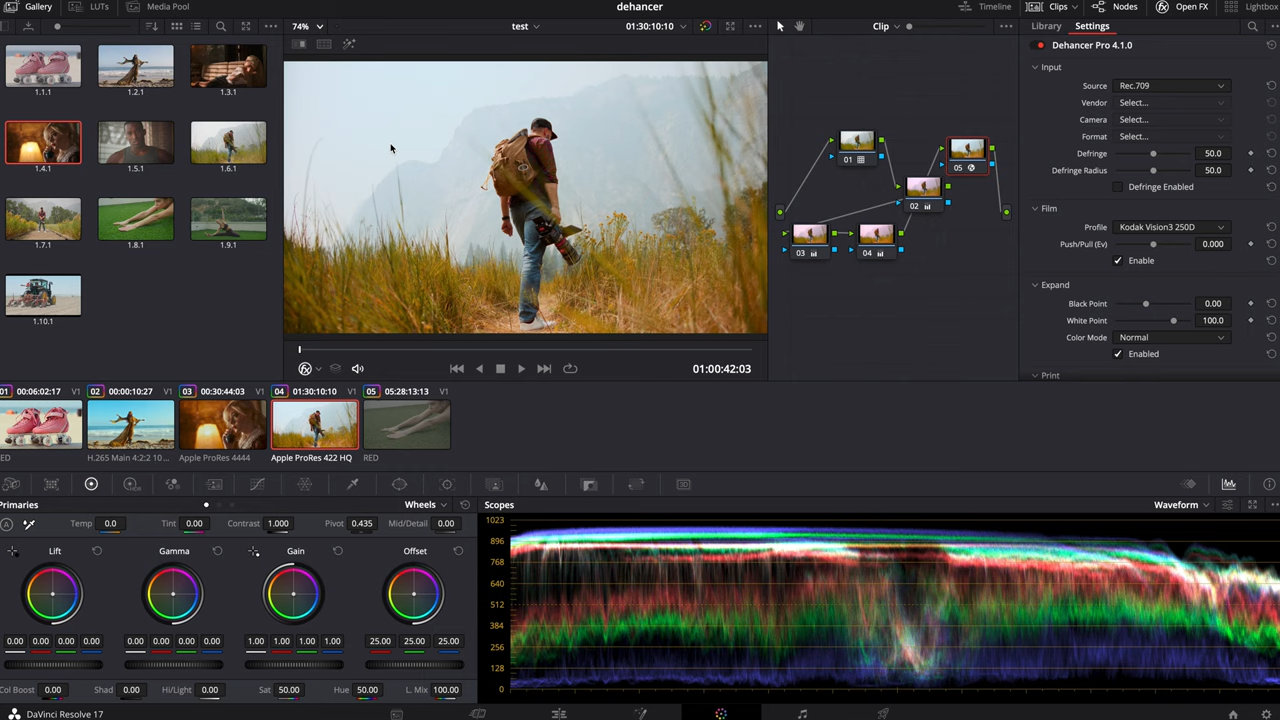 Gallery LUTs Media Pool dehancer Timeline Clips Nodes Open FX Lightbox
74% test 01:30:10:10 Clip Library Settings
Dehancer Pro 4.1.0
Input
Source Rec.709
Vendor Select...
Camera Select...
Format Select...
Defringe 50.0
Defringe Radius 50.0
Defringe Enabled
Film
Profile Kodak Vision3 250D
Push/Pull (Ev) 0.000
Enable
Expand
Black Point 0.00
White Point 100.0
Color Mode Normal
Enabled
Print
1.1.1 1.2.1 1.3.1
1.4.1 1.5.1 1.6.1
1.7.1 1.8.1 1.9.1
1.10.1
01 05
02
03 04
fx 01:00:42:03
01 00:06:02:17 V1 02 00:00:10:27 V1 03 00:30:44:03 V1 04 01:30:10:10 V1 05 05:28:13:13 V1
ED H.265 Main 4:2:2 10... Apple ProRes 4444 Apple ProRes 422 HQ RED
3D
Primaries Wheels Scopes Waveform
A Temp 0.0 Tint 0.00 Contrast 1.000 Pivot 0.435 Mid/Detail 0.00
Lift Gamma Gain Offset
0.00 0.00 0.00 0.00 0.00 0.00 0.00 0.00 1.00 1.00 1.00 1.00 25.00 25.00 25.00
Col Boost 0.00 Shad 0.00 Hi/Light 0.00 Sat 50.00 Hue 50.00 L. Mix 100.00
1023
896
768
640
512
384
256
128
0
DaVinci Resolve 17